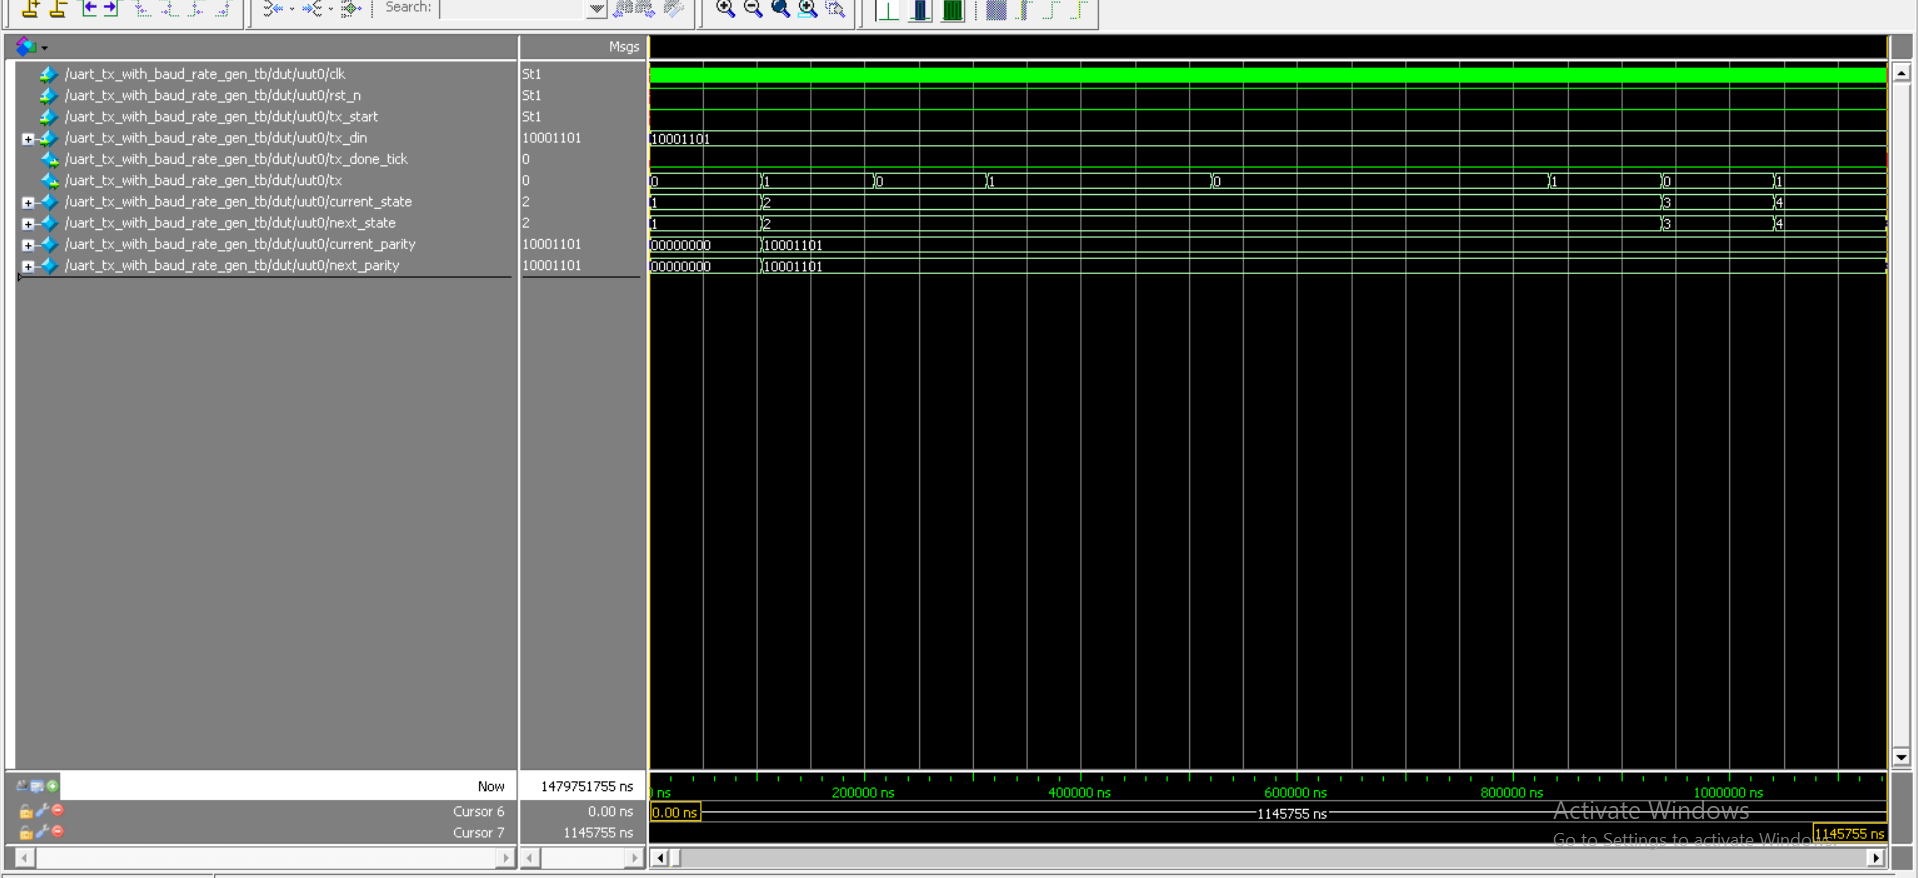 Search:
Msgs
/uart_tx_with_baud_rate_gen_tb/dut/uut0/clk St1
/uart_tx_with_baud_rate_gen_tb/dut/uut0/rst_n St1
/uart_tx_with_baud_rate_gen_tb/dut/uut0/tx_start St1
/uart_tx_with_baud_rate_gen_tb/dut/uut0/tx_din 10001101 10001101
/uart_tx_with_baud_rate_gen_tb/dut/uut0/tx_done_tick 0
/uart_tx_with_baud_rate_gen_tb/dut/uut0/tx 0 0 1 0 1 0 1 0 1
/uart_tx_with_baud_rate_gen_tb/dut/uut0/current_state 2 1 2 3 4
/uart_tx_with_baud_rate_gen_tb/dut/uut0/next_state 2 1 2 3 4
/uart_tx_with_baud_rate_gen_tb/dut/uut0/current_parity 10001101 00000000 10001101
/uart_tx_with_baud_rate_gen_tb/dut/uut0/next_parity 10001101 00000000 10001101
Now 1479751755 ns ns 200000 ns 400000 ns 600000 ns 800000 ns 1000000 ns
Cursor 6 0.00 ns 0.00 ns 1145755 ns
Cursor 7 1145755 ns 1145755 ns
Activate Windows
Go to Settings to activate Windows.